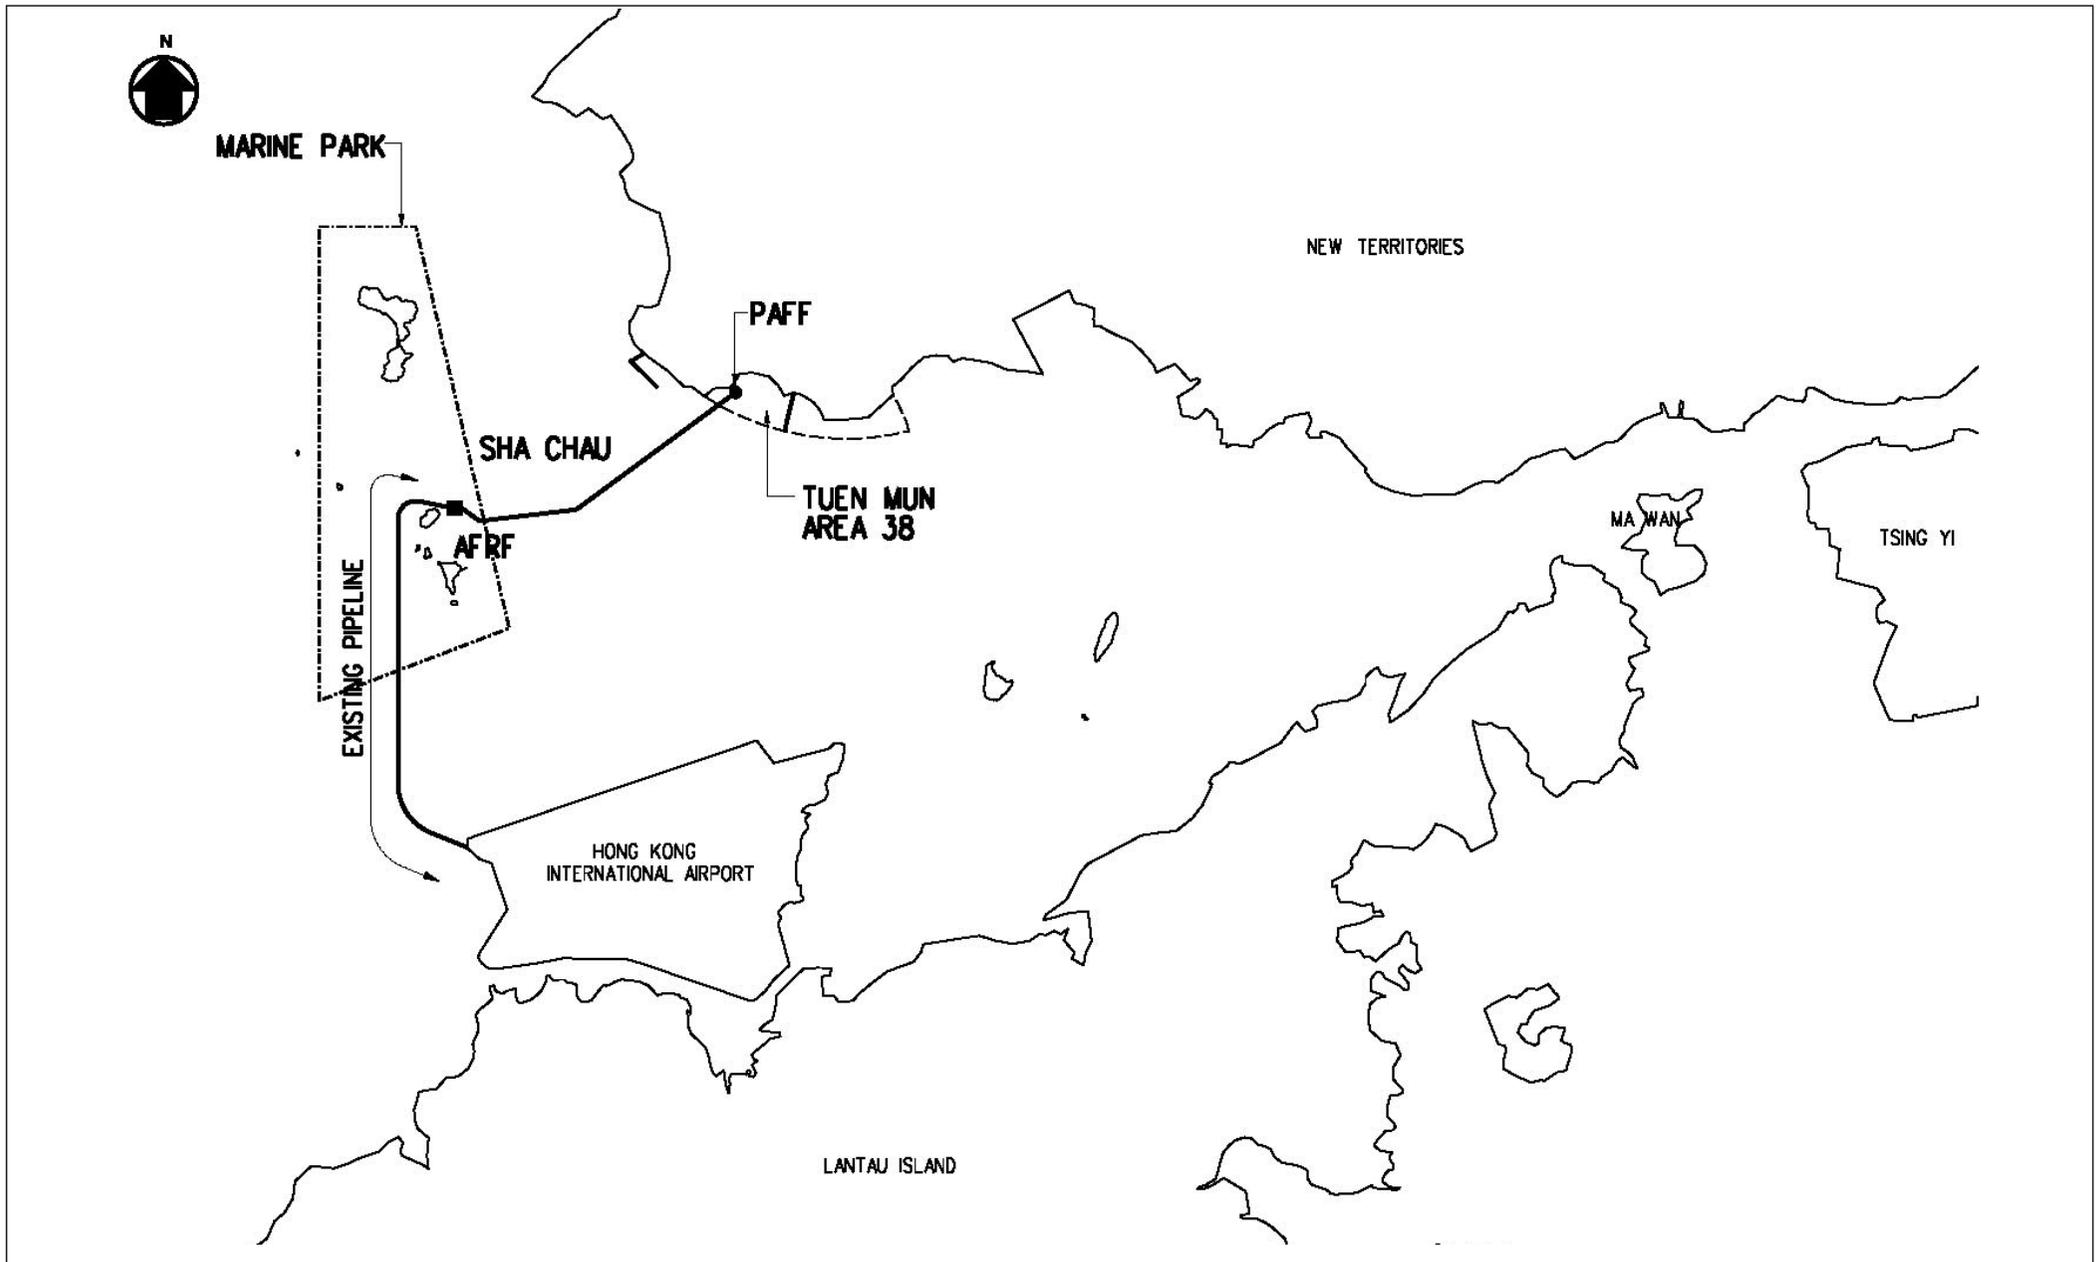 N
MARINE PARK
NEW TERRITORIES
PAFF
SHA CHAU
TUEN MUN
AREA 38
MA WAN
TSING YI
AFRF
EXISTING PIPELINE
HONG KONG
INTERNATIONAL AIRPORT
LANTAU ISLAND